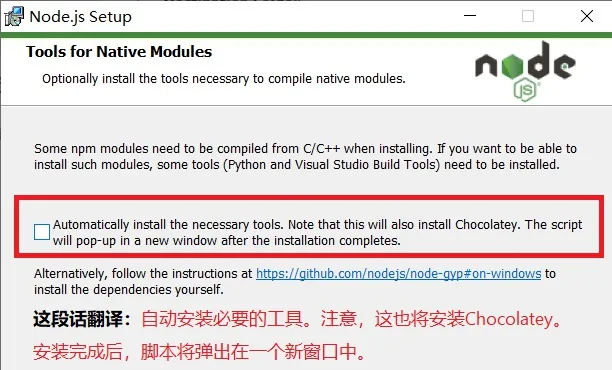 Node.js Setup
Tools for Native Modules
Optionally install the tools necessary to compile native modules.
node
JS
Some npm modules need to be compiled from C/C++ when installing. If you want to be able to
install such modules, some tools (Python and Visual Studio Build Tools) need to be installed.
Automatically install the necessary tools. Note that this will also install Chocolatey. The script
will pop-up in a new window after the installation completes.
Alternatively, follow the instructions at https://github.com/nodejs/node-gyp#on-windows to
install the dependencies yourself.
这段话翻译：自动安装必要的工具。注意，这也将安装Chocolatey。
安装完成后，脚本将弹出在一个新窗口中。